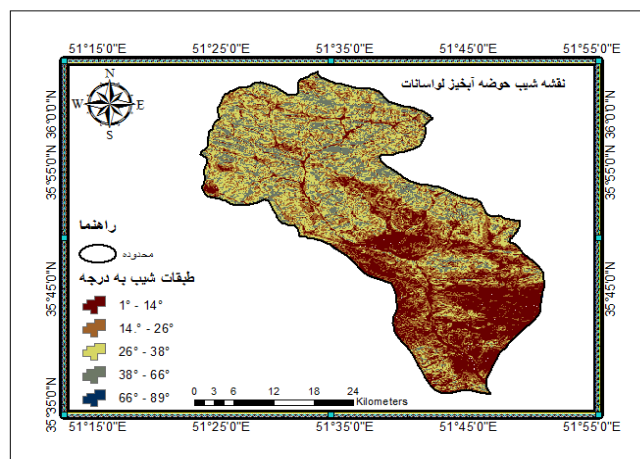 51°15'0"E 51°25'0"E 51°35'0"E 51°45'0"E 51°55'0"E
نقشه شیب حوضه آبخیز لواسانات
N
W E
S
36°0'0"N 36°0'0"N
35°55'0"N 35°55'0"N
35°45'0"N 35°45'0"N
35°35'0"N 35°35'0"N
راهنما
محدوده
طبقات شیب به درجه
1° - 14°
14.° - 26°
26° - 38°
38° - 66°
66° - 89°
0 3 6 12 18 24
Kilometers
51°15'0"E 51°25'0"E 51°35'0"E 51°45'0"E 51°55'0"E